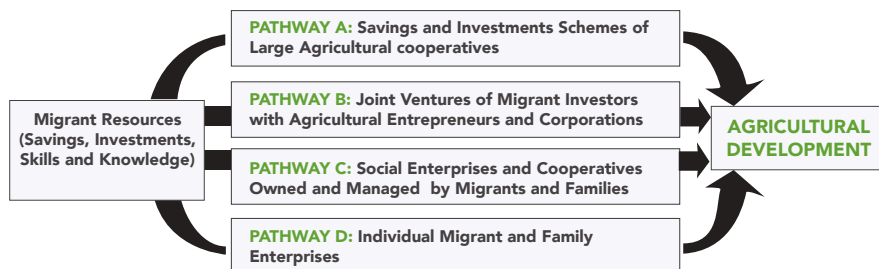 PATHWAY A: Savings and Investments Schemes of
Large Agricultural cooperatives
PATHWAY B: Joint Ventures of Migrant Investors
with Agricultural Entrepreneurs and Corporations
Migrant Resources
(Savings, Investments,
Skills and Knowledge)
AGRICULTURAL
DEVELOPMENT
PATHWAY C: Social Enterprises and Cooperatives
Owned and Managed by Migrants and Families
PATHWAY D: Individual Migrant and Family
Enterprises